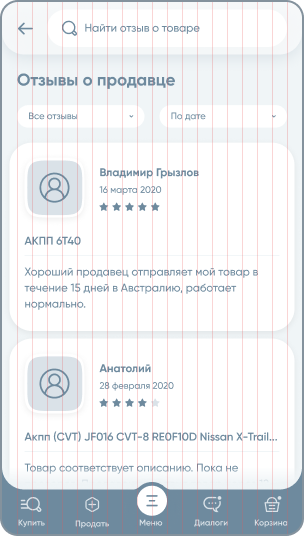 Найти отзыв о товаре
Отзывы о продавце
Все отзывы
По дате
Владимир Грызлов
16 марта 2020
АКПП 6Т40
Хороший продавец отправляет мой товар в
течение 15 дней в Австралию, работает
нормально.
Анатолий
28 февраля 2020
Акпп (CVT) JF016 CVT-8 RE0F10D Nissan X-Trail...
Товар соответствует описанию. Пока не
Купить
Продать
Меню
Диалоги
Корзина